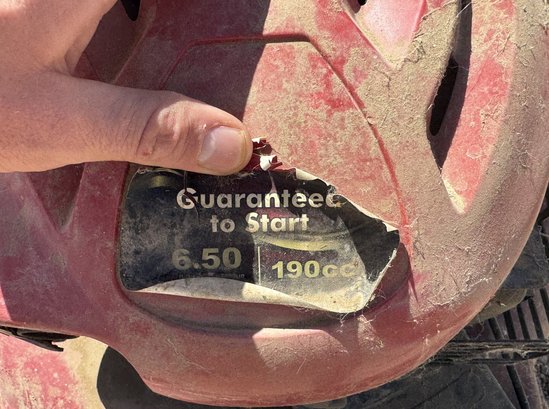 Guaranteed
to Start
6.50 190cc